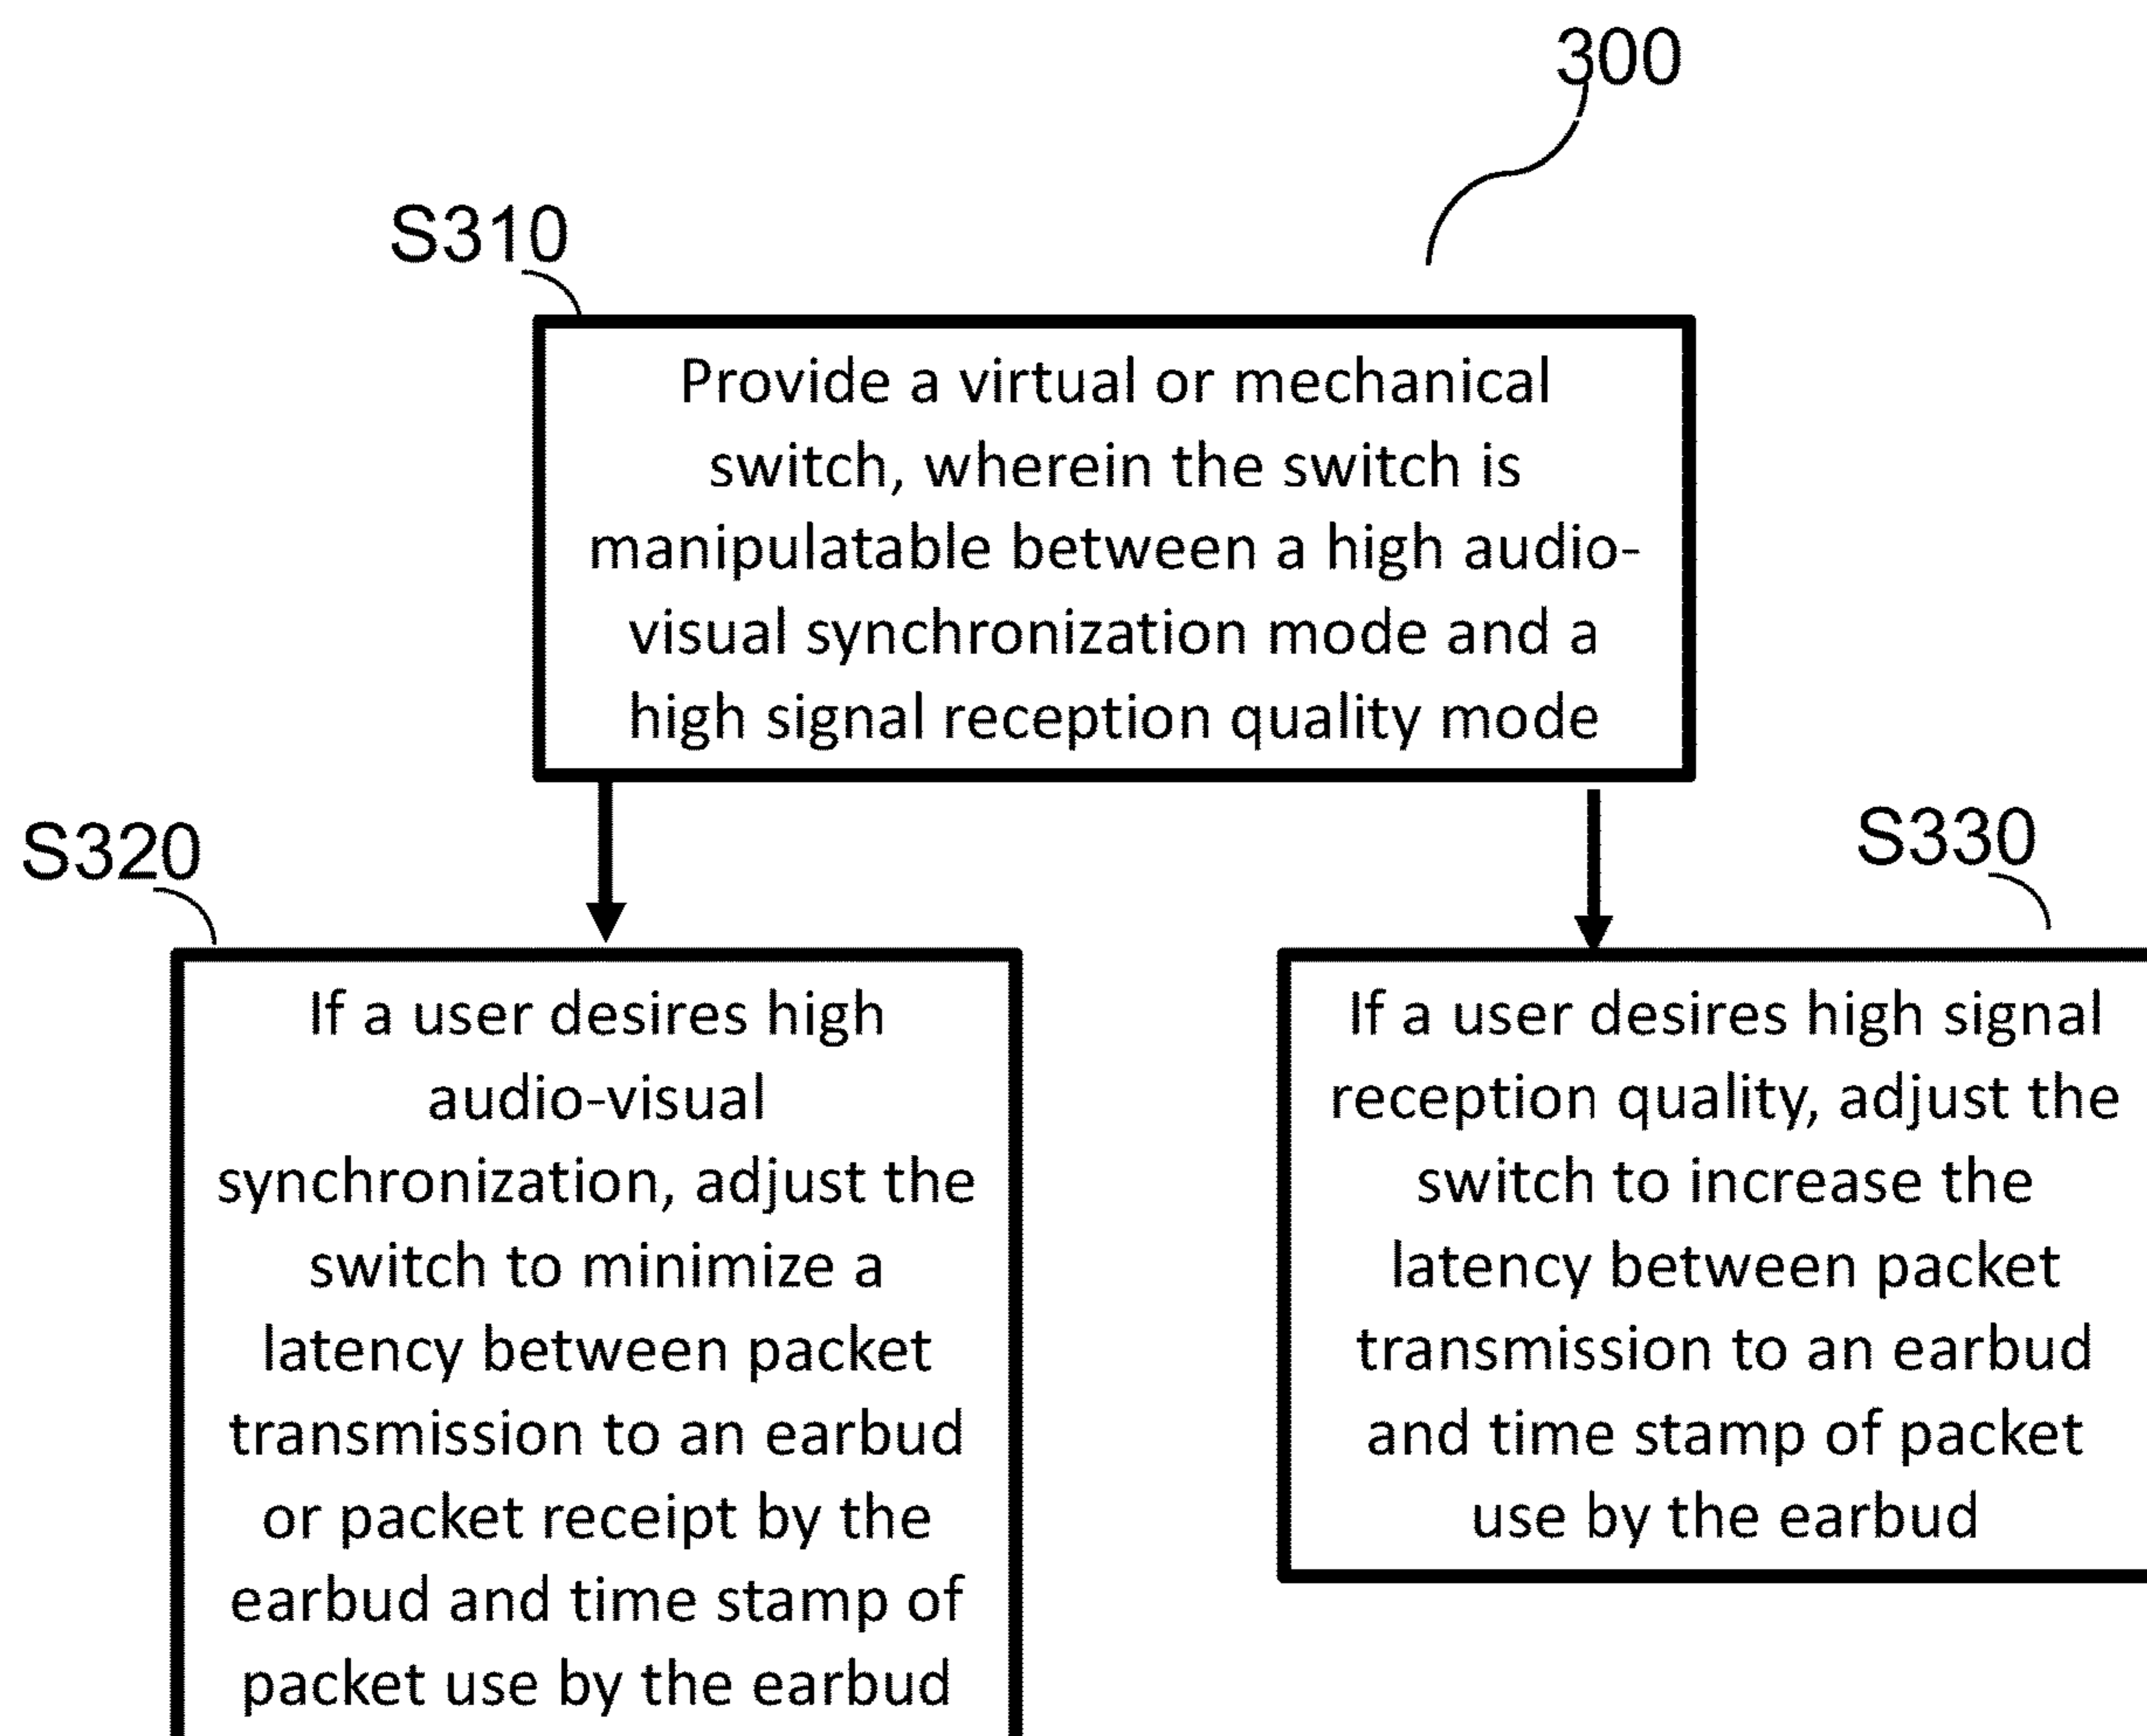 300
S310
Provide a virtual or mechanical
switch, wherein the switch is
manipulatable between a high audio-
visual synchronization mode and a
high signal reception quality mode
S320
If a user desires high
audio-visual
synchronization, adjust the
switch to minimize a
latency between packet
transmission to an earbud
or packet receipt by the
earbud and time stamp of
packet use by the earbud
S330
If a user desires high signal
reception quality, adjust the
switch to increase the
latency between packet
transmission to an earbud
and time stamp of packet
use by the earbud